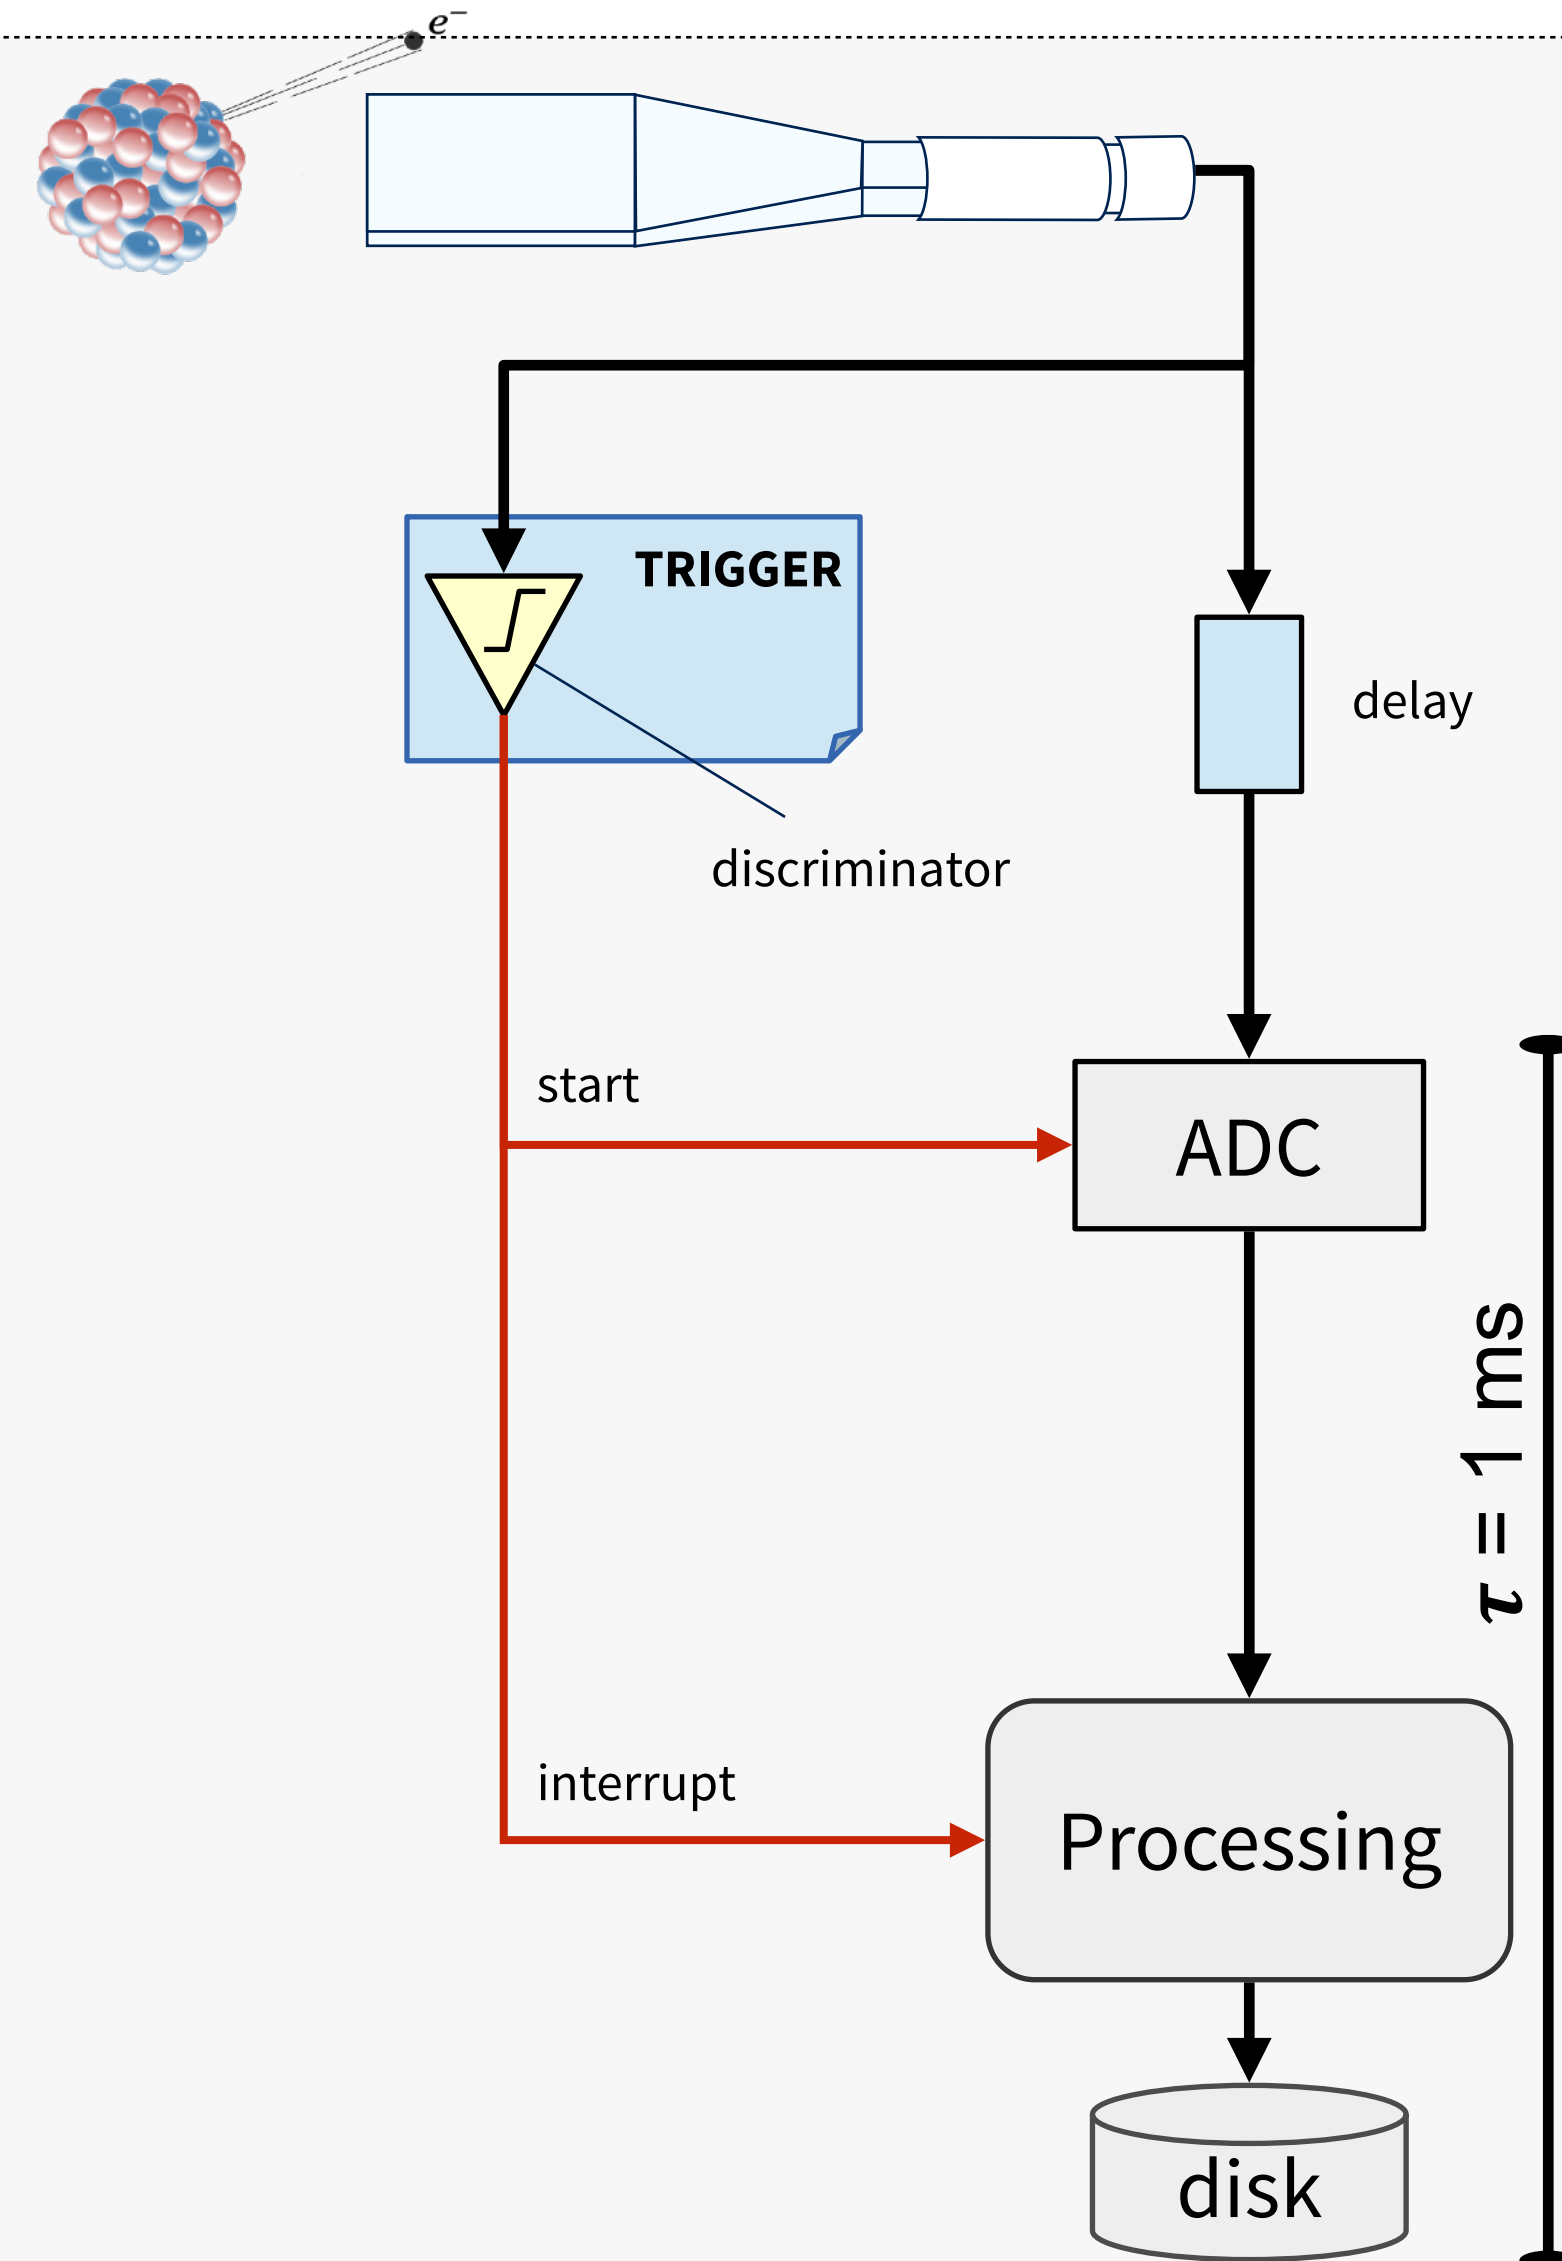 e⁻
TRIGGER
delay
discriminator
start
ADC
τ = 1 ms
interrupt
Processing
disk